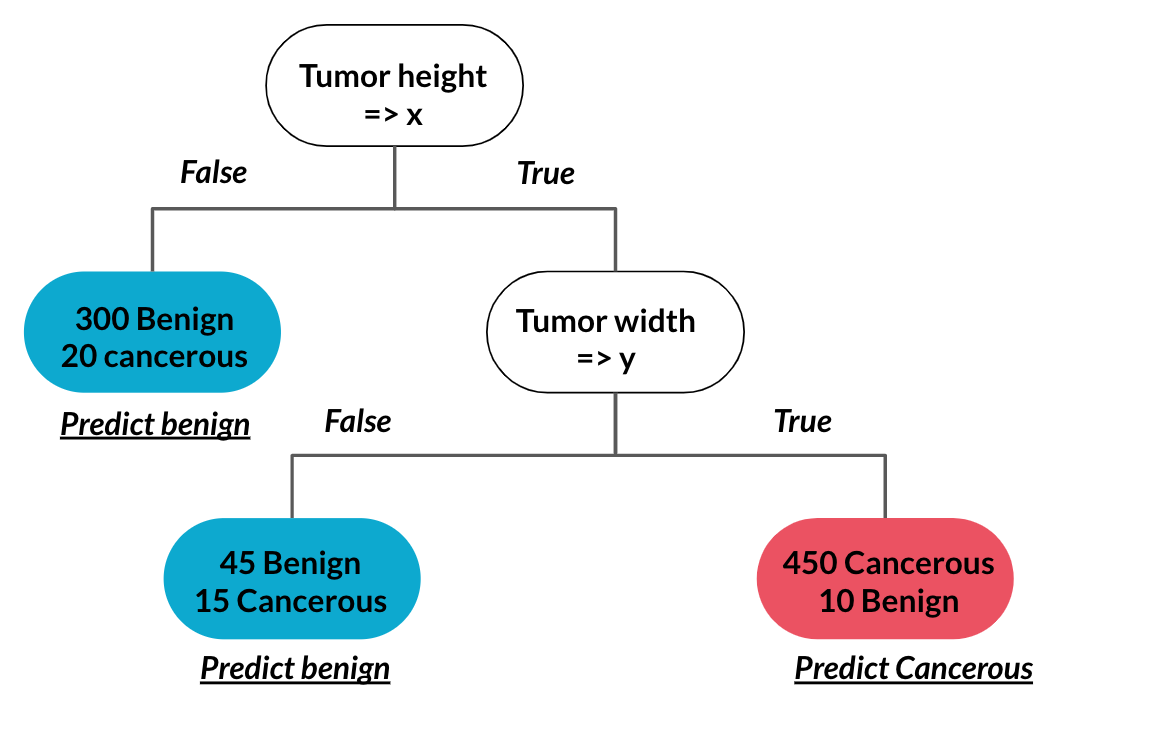 Tumor height
=> x
False
True
300 Benign
20 cancerous
Predict benign
Tumor width
=> y
False
True
45 Benign
15 Cancerous
Predict benign
450 Cancerous
10 Benign
Predict Cancerous